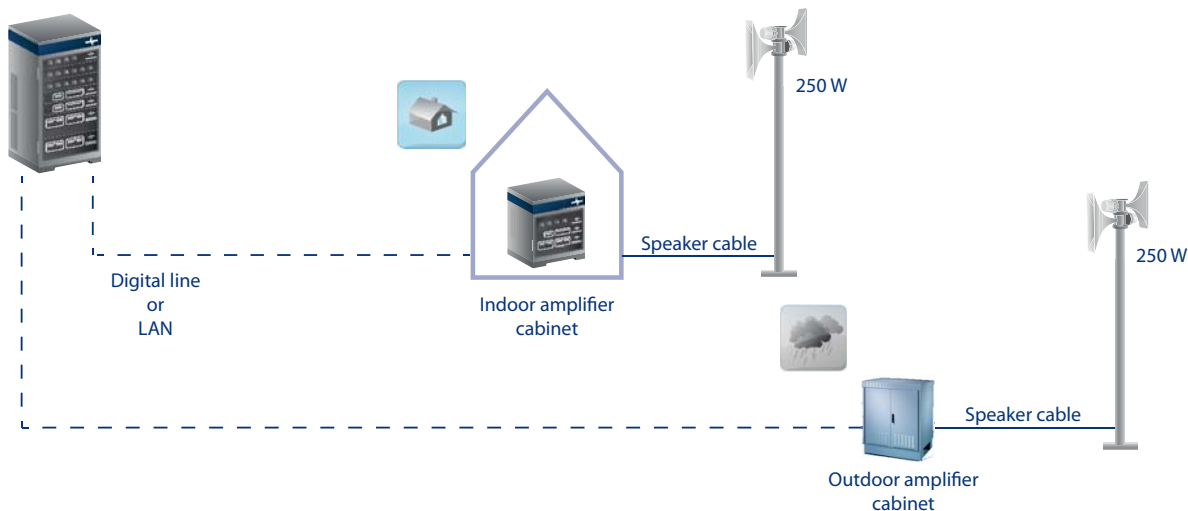 250 W
Speaker cable
250 W
Digital line
or
LAN
Indoor amplifier
cabinet
Speaker cable
Outdoor amplifier
cabinet